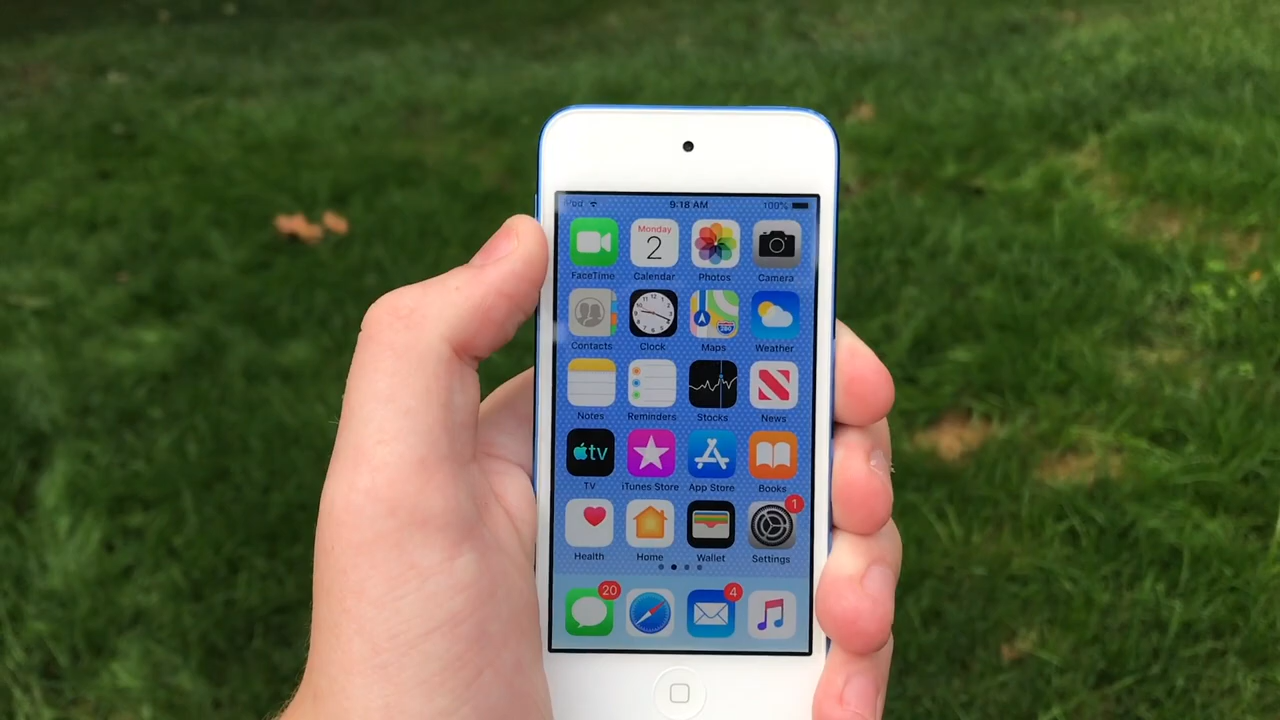 iPod 9:18 AM 100%
Monday
2
FaceTime Calendar Photos Camera
280
Contacts Clock Maps Weather
Notes Reminders Stocks News
tv
TV iTunes Store App Store Books
1
Health Home Wallet Settings
20 4